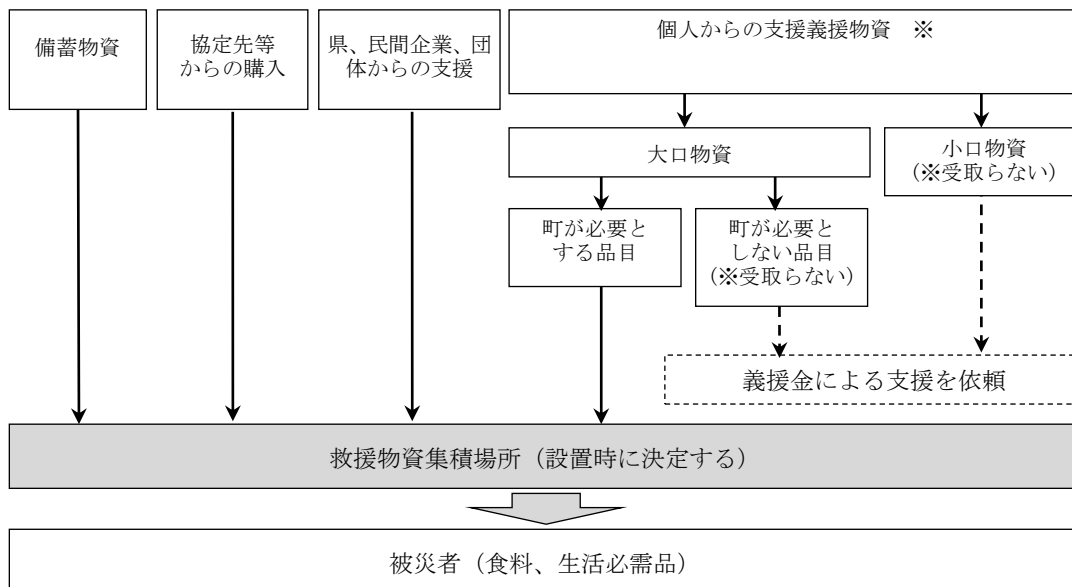 備蓄物資
協定先等
からの購入
県、民間企業、団
体からの支援
個人からの支援義援物資　※
大口物資
小口物資
（※受取らない）
町が必要と
する品目
町が必要と
しない品目
（※受取らない）
義援金による支援を依頼
救援物資集積場所（設置時に決定する）
被災者（食料、生活必需品）